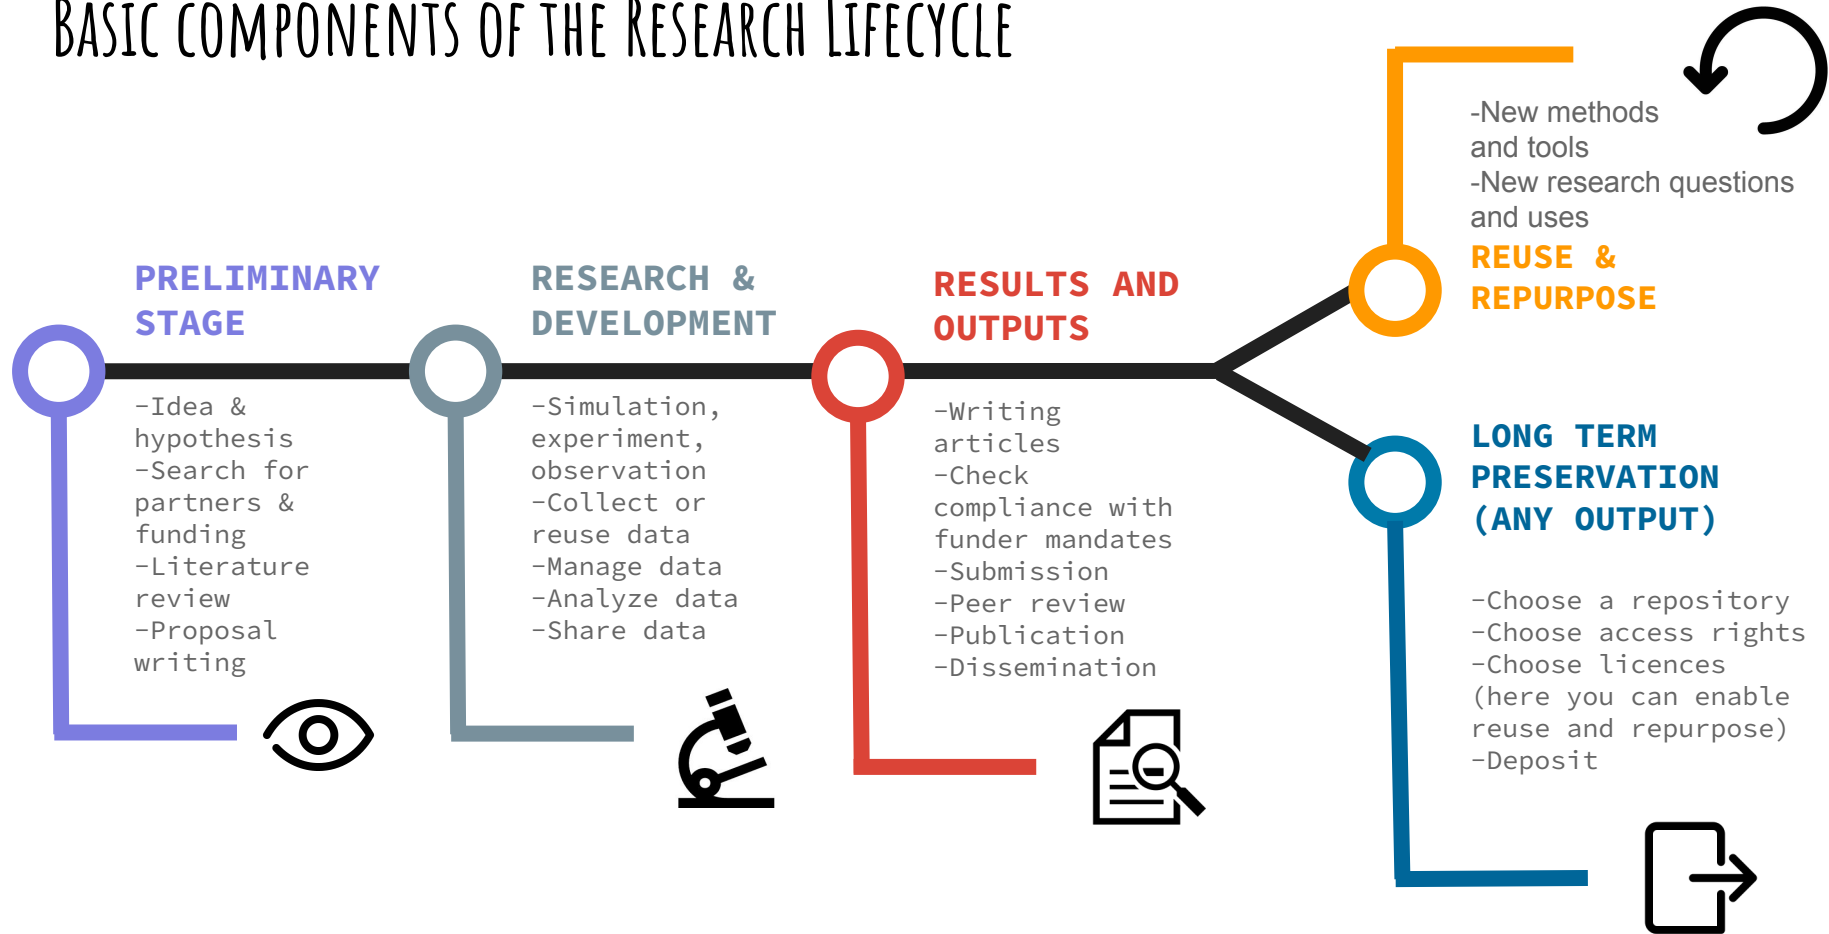 BASIC COMPONENTS OF THE RESEARCH LIFECYCLE
PRELIMINARY
STAGE
-Idea &
hypothesis
-Search for
partners &
funding
-Literature
review
-Proposal
writing
RESEARCH &
DEVELOPMENT
-Simulation,
experiment,
observation
-Collect or
reuse data
-Manage data
-Analyze data
-Share data
RESULTS AND
OUTPUTS
-Writing
articles
-Check
compliance with
funder mandates
-Submission
-Peer review
-Publication
-Dissemination
-New methods
and tools
-New research questions
and uses
REUSE &
REPURPOSE
LONG TERM
PRESERVATION
(ANY OUTPUT)
-Choose a repository
-Choose access rights
-Choose licences
(here you can enable
reuse and repurpose)
-Deposit